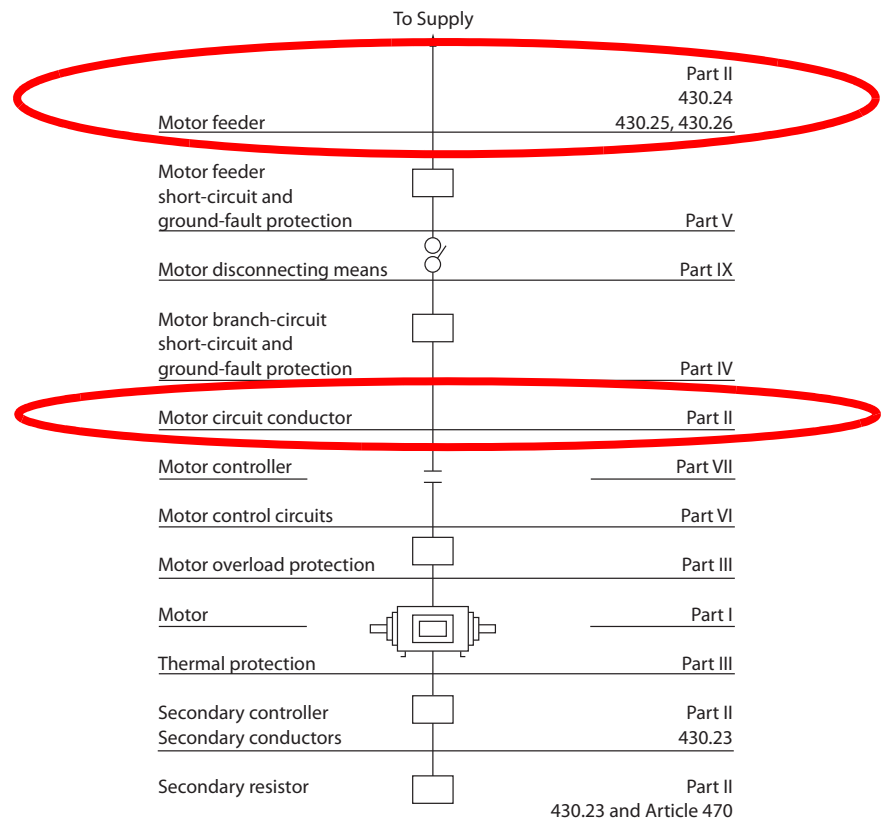 To Supply
Part II
430.24
Motor feeder 430.25, 430.26
Motor feeder
short-circuit and
ground-fault protection Part V
Motor disconnecting means Part IX
Motor branch-circuit
short-circuit and
ground-fault protection Part IV
Motor circuit conductor Part II
Motor controller Part VII
Motor control circuits Part VI
Motor overload protection Part III
Motor Part I
Thermal protection Part III
Secondary controller Part II
Secondary conductors 430.23
Secondary resistor Part II
430.23 and Article 470